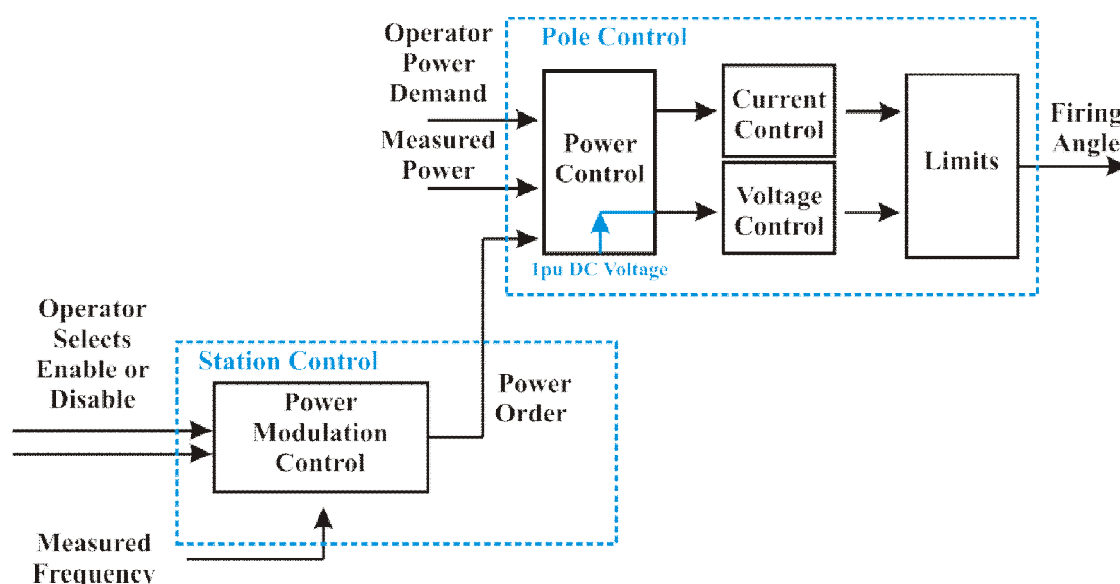 Operator
Power
Demand
Measured
Power
Pole Control
Power
Control
1pu DC Voltage
Current
Control
Voltage
Control
Limits
Firing
Angle
Operator
Selects
Enable or
Disable
Station Control
Power
Modulation
Control
Power
Order
Measured
Frequency